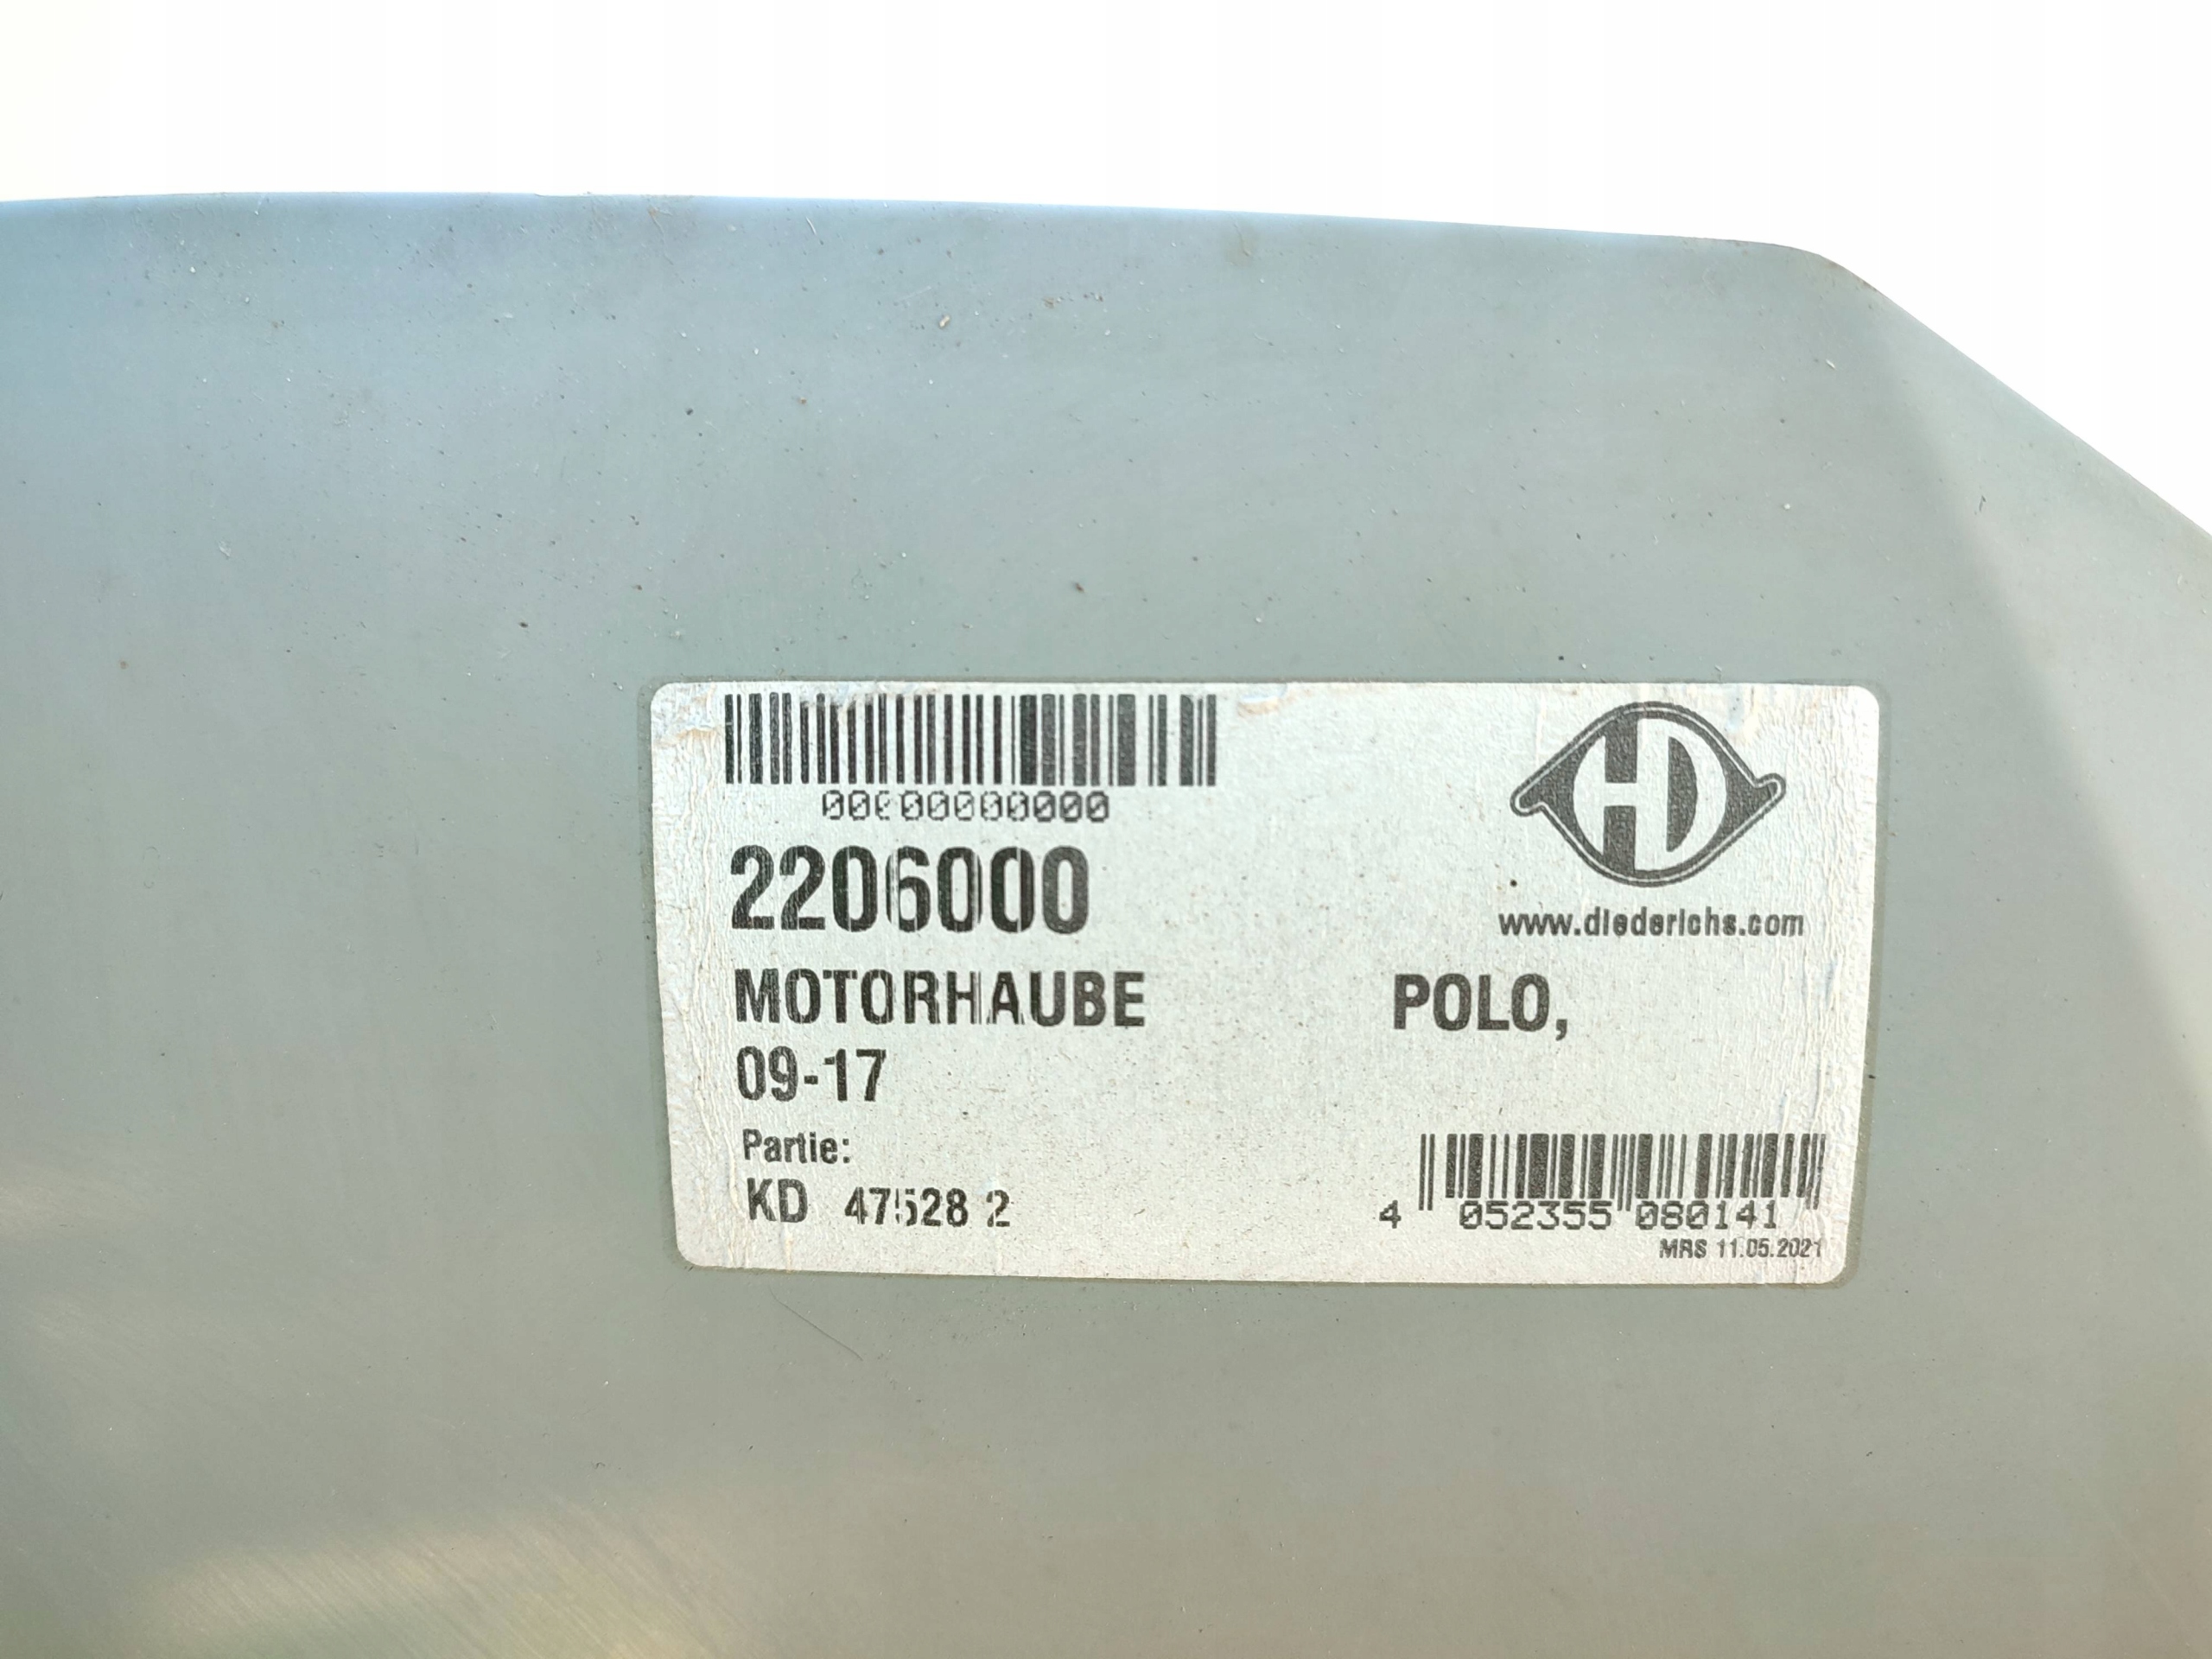 00000000000
HD
2206000
www.diederichs.com
MOTORHAUBE POLO,
09-17
Partie:
KD 47528 2
4 052355 080141
MRS 11.05.2021